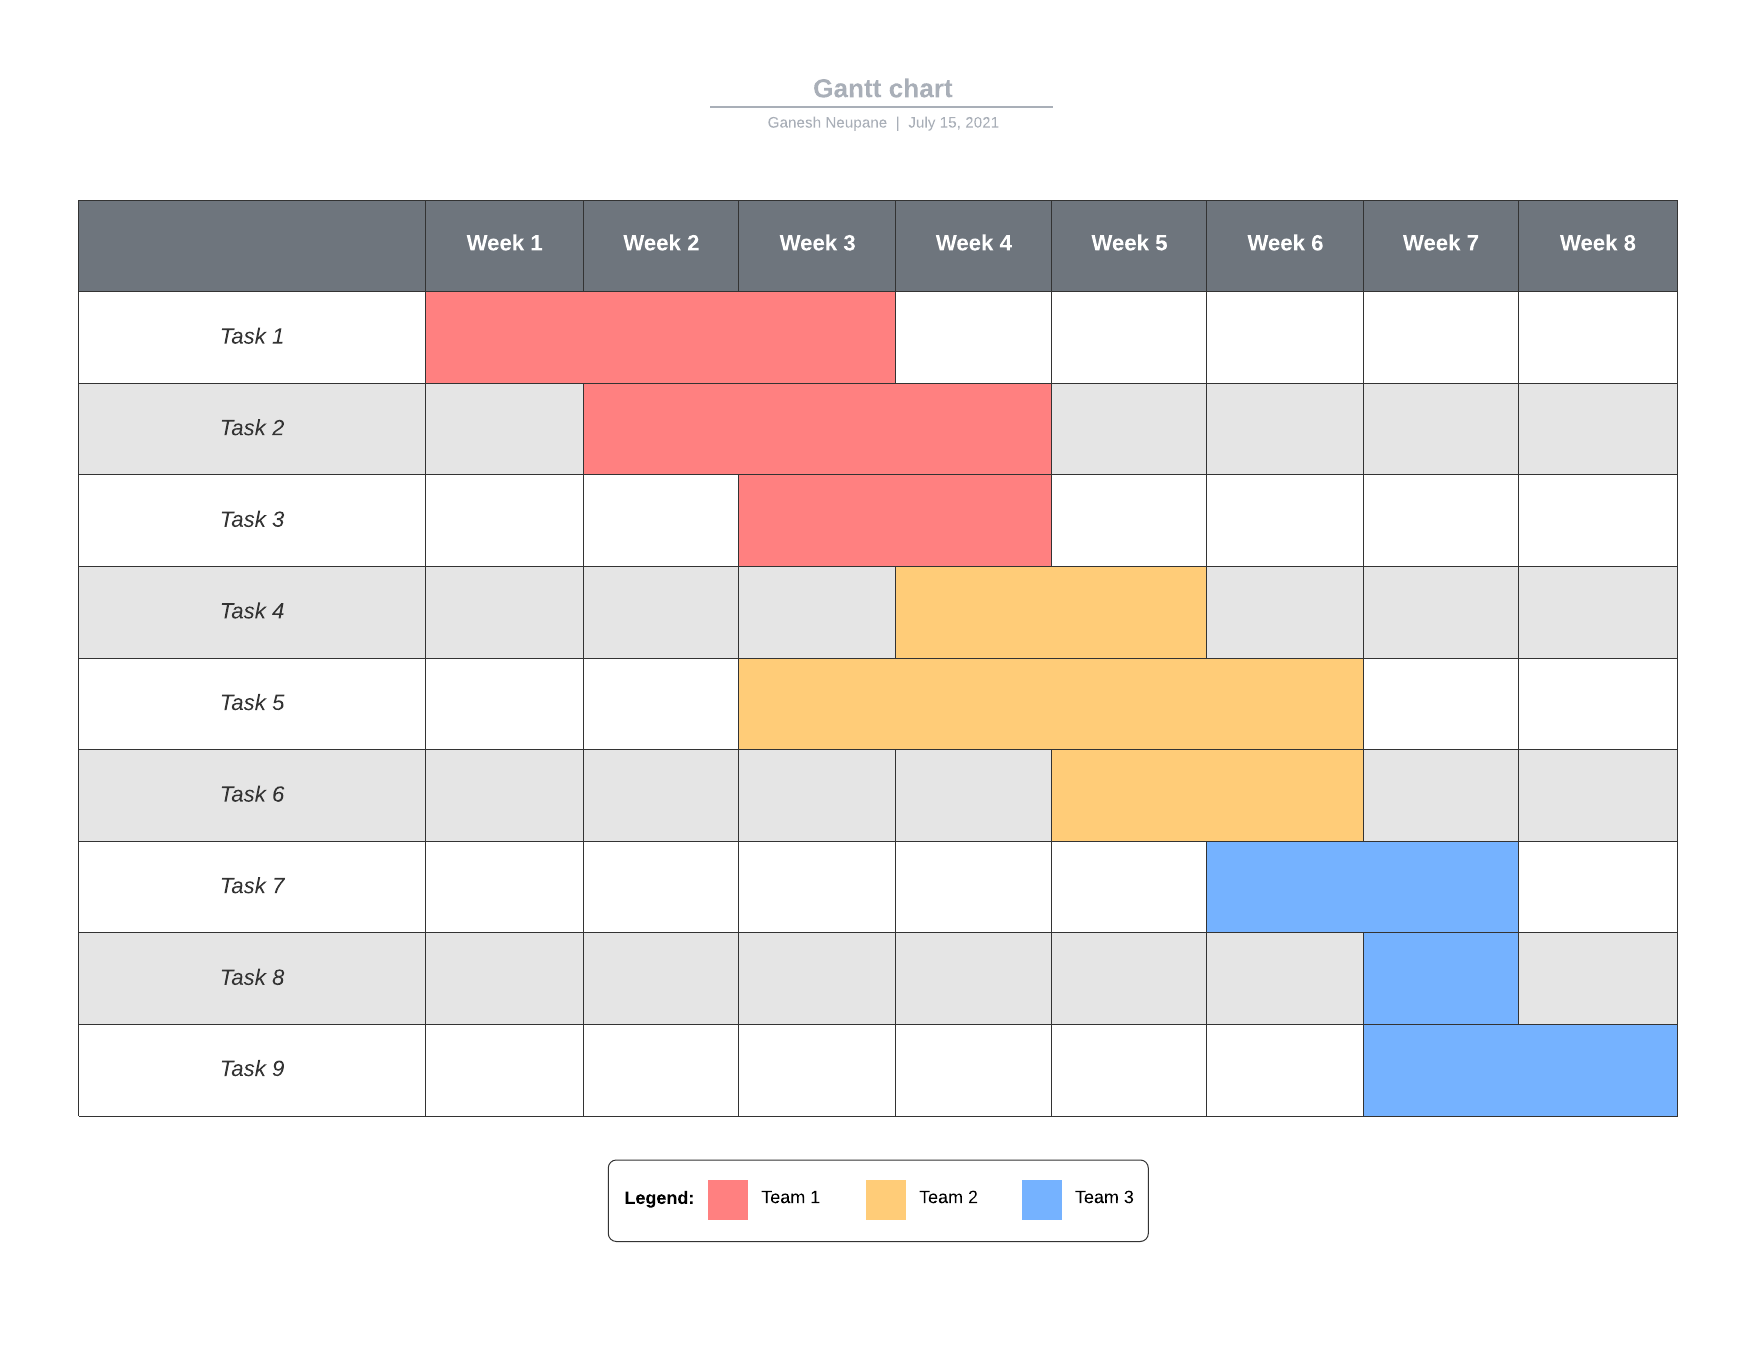 Gantt chart
Ganesh Neupane | July 15, 2021
Week 1 Week 2 Week 3 Week 4 Week 5 Week 6 Week 7 Week 8
Task 1
Task 2
Task 3
Task 4
Task 5
Task 6
Task 7
Task 8
Task 9
Legend: Team 1 Team 2 Team 3